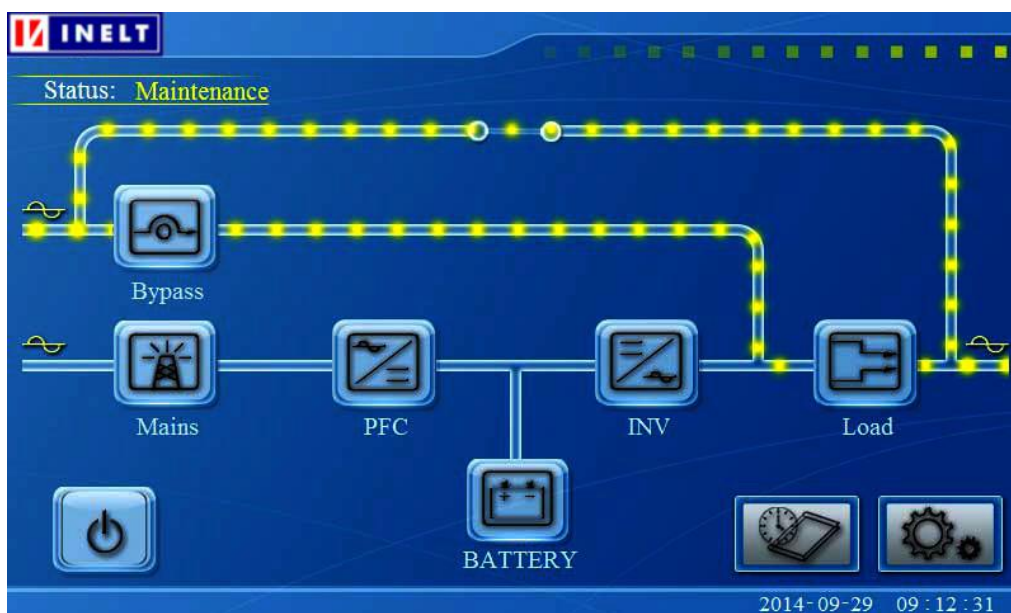 INELT
Status: Maintenance
Bypass
Mains
PFC
INV
Load
BATTERY
2014-09-29 09:12:31